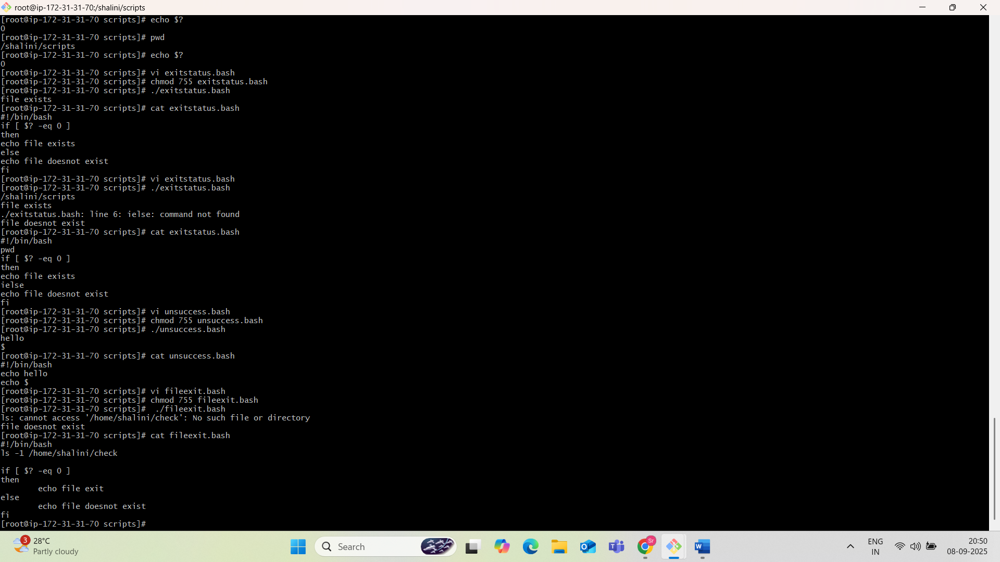 root@ip-172-31-31-70:/shalini/scripts
[root@ip-172-31-31-70 scripts]# echo $?
0
[root@ip-172-31-31-70 scripts]# pwd
/shalini/scripts
[root@ip-172-31-31-70 scripts]# echo $?
0
[root@ip-172-31-31-70 scripts]# vi exitstatus.bash
[root@ip-172-31-31-70 scripts]# chmod 755 exitstatus.bash
[root@ip-172-31-31-70 scripts]# ./exitstatus.bash
file exists
[root@ip-172-31-31-70 scripts]# cat exitstatus.bash
#!/bin/bash
if [ $? -eq 0 ]
then
echo file exists
else
echo file doesnot exist
fi
[root@ip-172-31-31-70 scripts]# vi exitstatus.bash
[root@ip-172-31-31-70 scripts]# ./exitstatus.bash
/shalini/scripts
file exists
./exitstatus.bash: line 6: ielse: command not found
file doesnot exist
[root@ip-172-31-31-70 scripts]# cat exitstatus.bash
#!/bin/bash
pwd
if [ $? -eq 0 ]
then
echo file exists
ielse
echo file doesnot exist
fi
[root@ip-172-31-31-70 scripts]# vi unsuccess.bash
[root@ip-172-31-31-70 scripts]# chmod 755 unsuccess.bash
[root@ip-172-31-31-70 scripts]# ./unsuccess.bash
hello
$
[root@ip-172-31-31-70 scripts]# cat unsuccess.bash
#!/bin/bash
echo hello
echo $
[root@ip-172-31-31-70 scripts]# vi fileexit.bash
[root@ip-172-31-31-70 scripts]# chmod 755 fileexit.bash
[root@ip-172-31-31-70 scripts]#  ./fileexit.bash
ls: cannot access '/home/shalini/check': No such file or directory
file doesnot exist
[root@ip-172-31-31-70 scripts]# cat fileexit.bash
#!/bin/bash
ls -1 /home/shalini/check

if [ $? -eq 0 ]
then
        echo file exit
else
        echo file doesnot exist
fi
[root@ip-172-31-31-70 scripts]#
3
28°C
Partly cloudy
Search
Sr
ENG
IN
20:50
08-09-2025